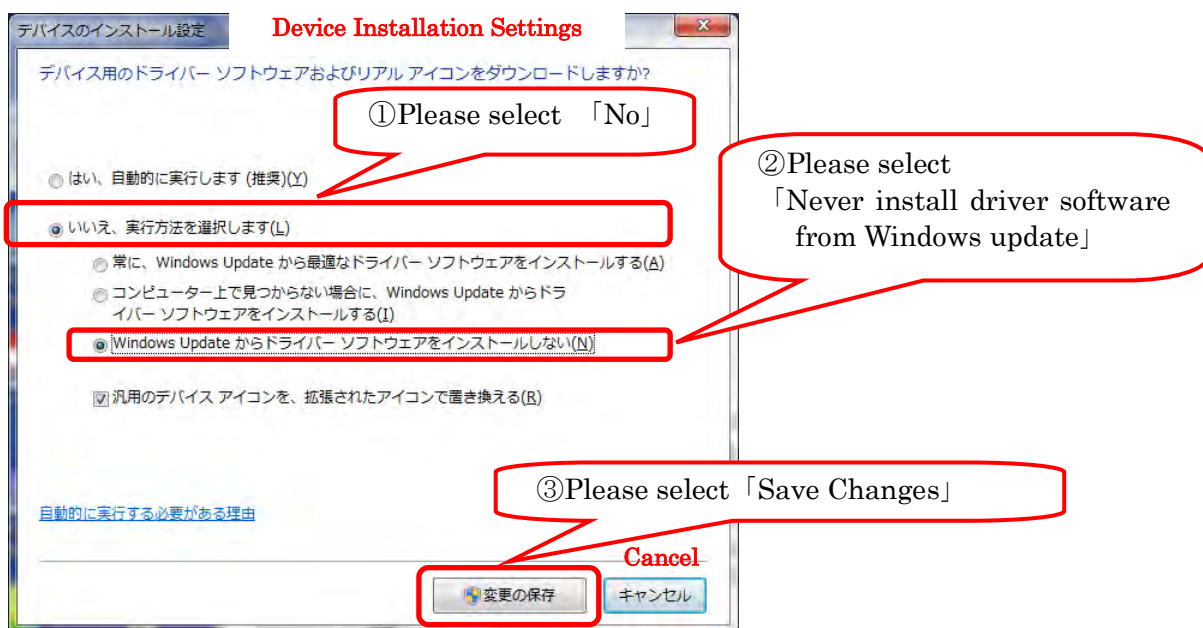 デバイスのインストール設定
Device Installation Settings
デバイス用のドライバー ソフトウェアおよびリアル アイコンをダウンロードしますか?
①Please select 「No」
はい、自動的に実行します (推奨)(Y)
②Please select
「Never install driver software
from Windows update」
いいえ、実行方法を選択します(L)
常に、Windows Update から最適なドライバー ソフトウェアをインストールする(A)
コンピューター上で見つからない場合に、Windows Update からドラ
イバー ソフトウェアをインストールする(I)
Windows Update からドライバー ソフトウェアをインストールしない(N)
汎用のデバイス アイコンを、拡張されたアイコンで置き換える(R)
③Please select「Save Changes」
自動的に実行する必要がある理由
Cancel
変更の保存
キャンセル